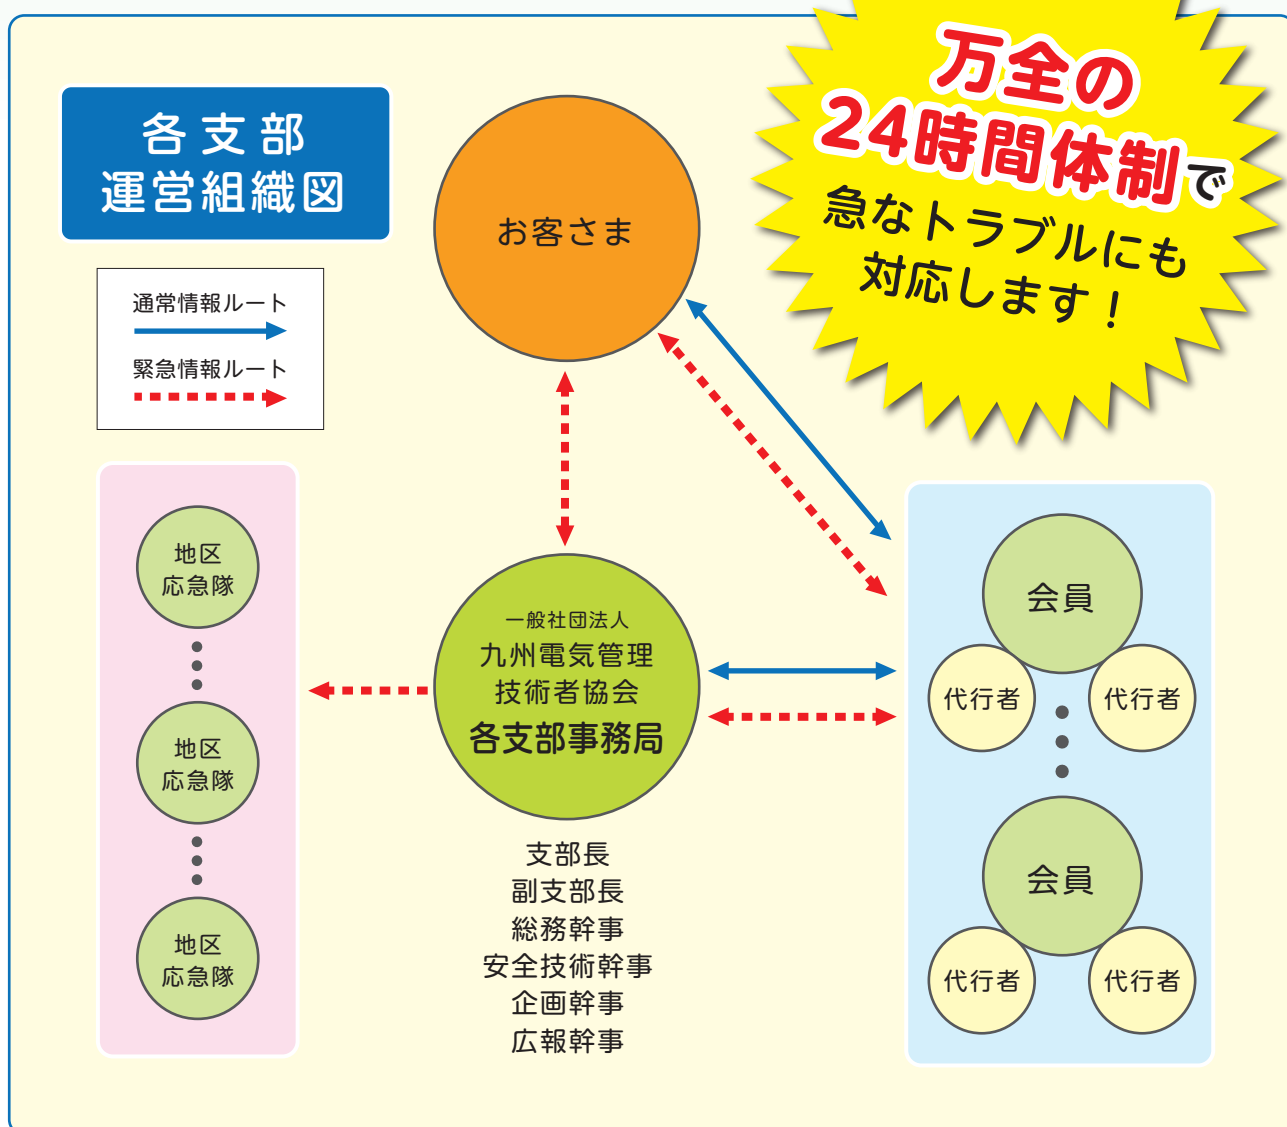 各支部
運営組織図
万全の
24時間体制で
急なトラブルにも
対応します！
通常情報ルート
緊急情報ルート
お客さま
地区
応急隊
地区
応急隊
地区
応急隊
一般社団法人
九州電気管理
技術者協会
各支部事務局
支部長
副支部長
総務幹事
安全技術幹事
企画幹事
広報幹事
会員
代行者
代行者
会員
代行者
代行者